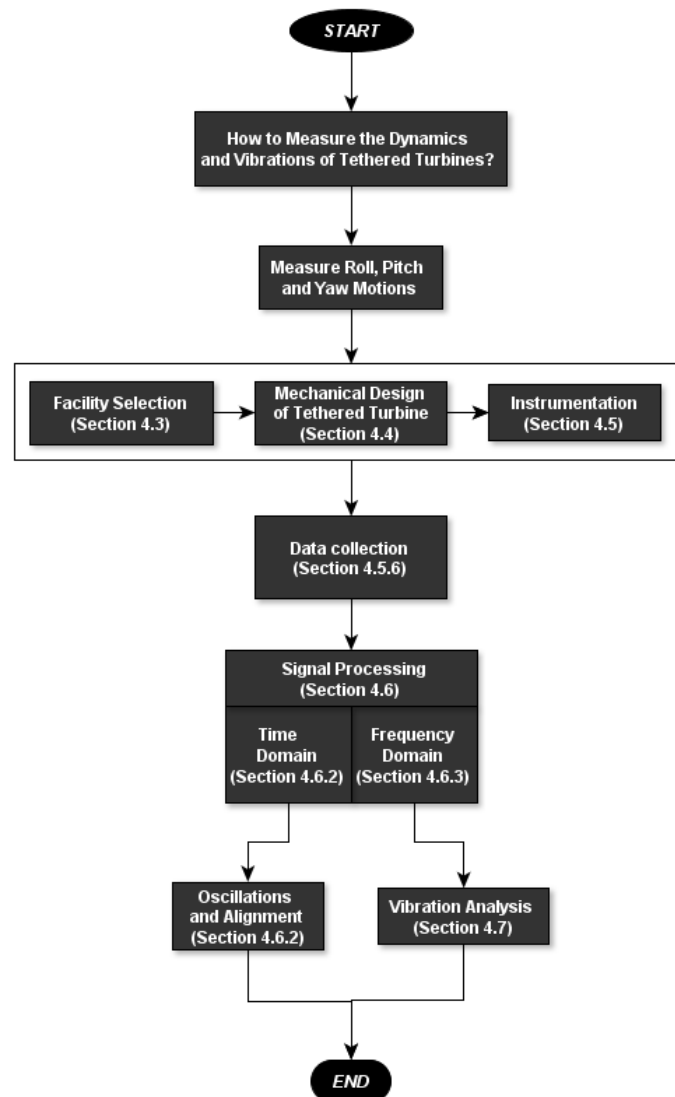 START
How to Measure the Dynamics
and Vibrations of Tethered Turbines?
Measure Roll, Pitch
and Yaw Motions
Facility Selection
(Section 4.3)
Mechanical Design
of Tethered Turbine
(Section 4.4)
Instrumentation
(Section 4.5)
Data collection
(Section 4.5.6)
Signal Processing
(Section 4.6)
Time
Domain
(Section 4.6.2)
Frequency
Domain
(Section 4.6.3)
Oscillations
and Alignment
(Section 4.6.2)
Vibration Analysis
(Section 4.7)
END